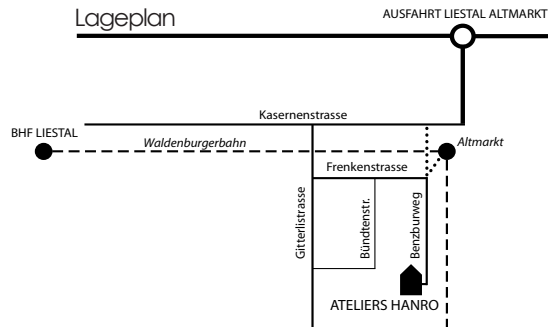 Lageplan
AUSFAHRT LIESTAL ALTMARKT
Kasernenstrasse
BHF LIESTAL
Waldenburgerbahn
Altmarkt
Frenkenstrasse
Gitterlistrasse
Bündtenstr.
Benzburweg
ATELIERS HANRO